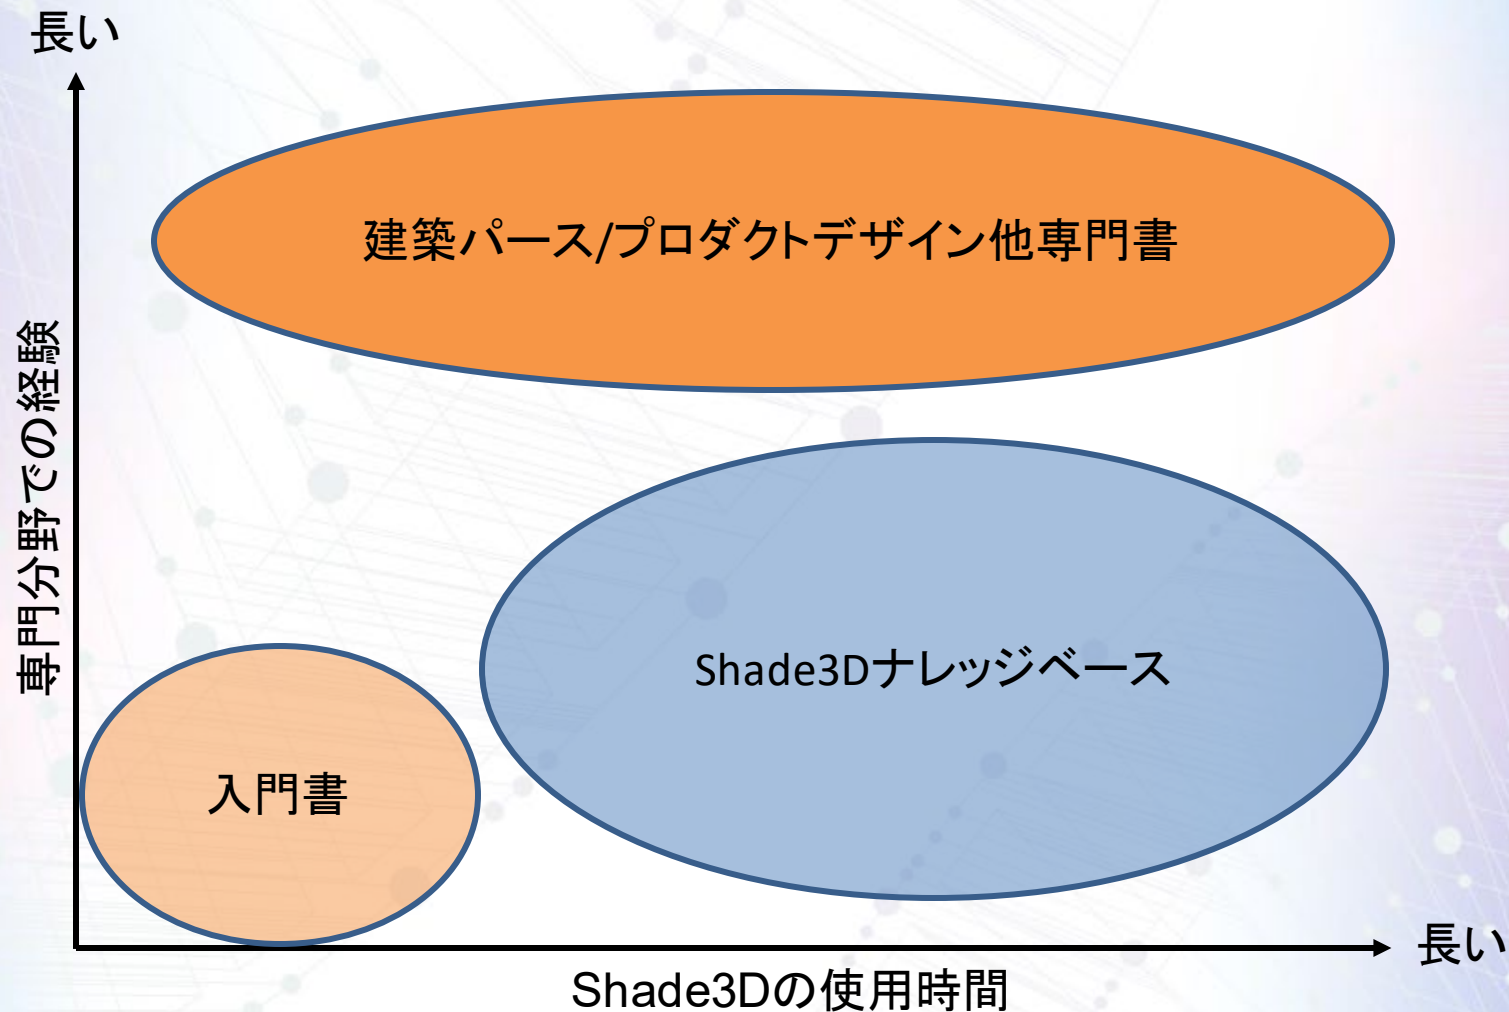 長い
建築パース/プロダクトデザイン他専門書
専門分野での経験
Shade3Dナレッジベース
入門書
長い
Shade3Dの使用時間